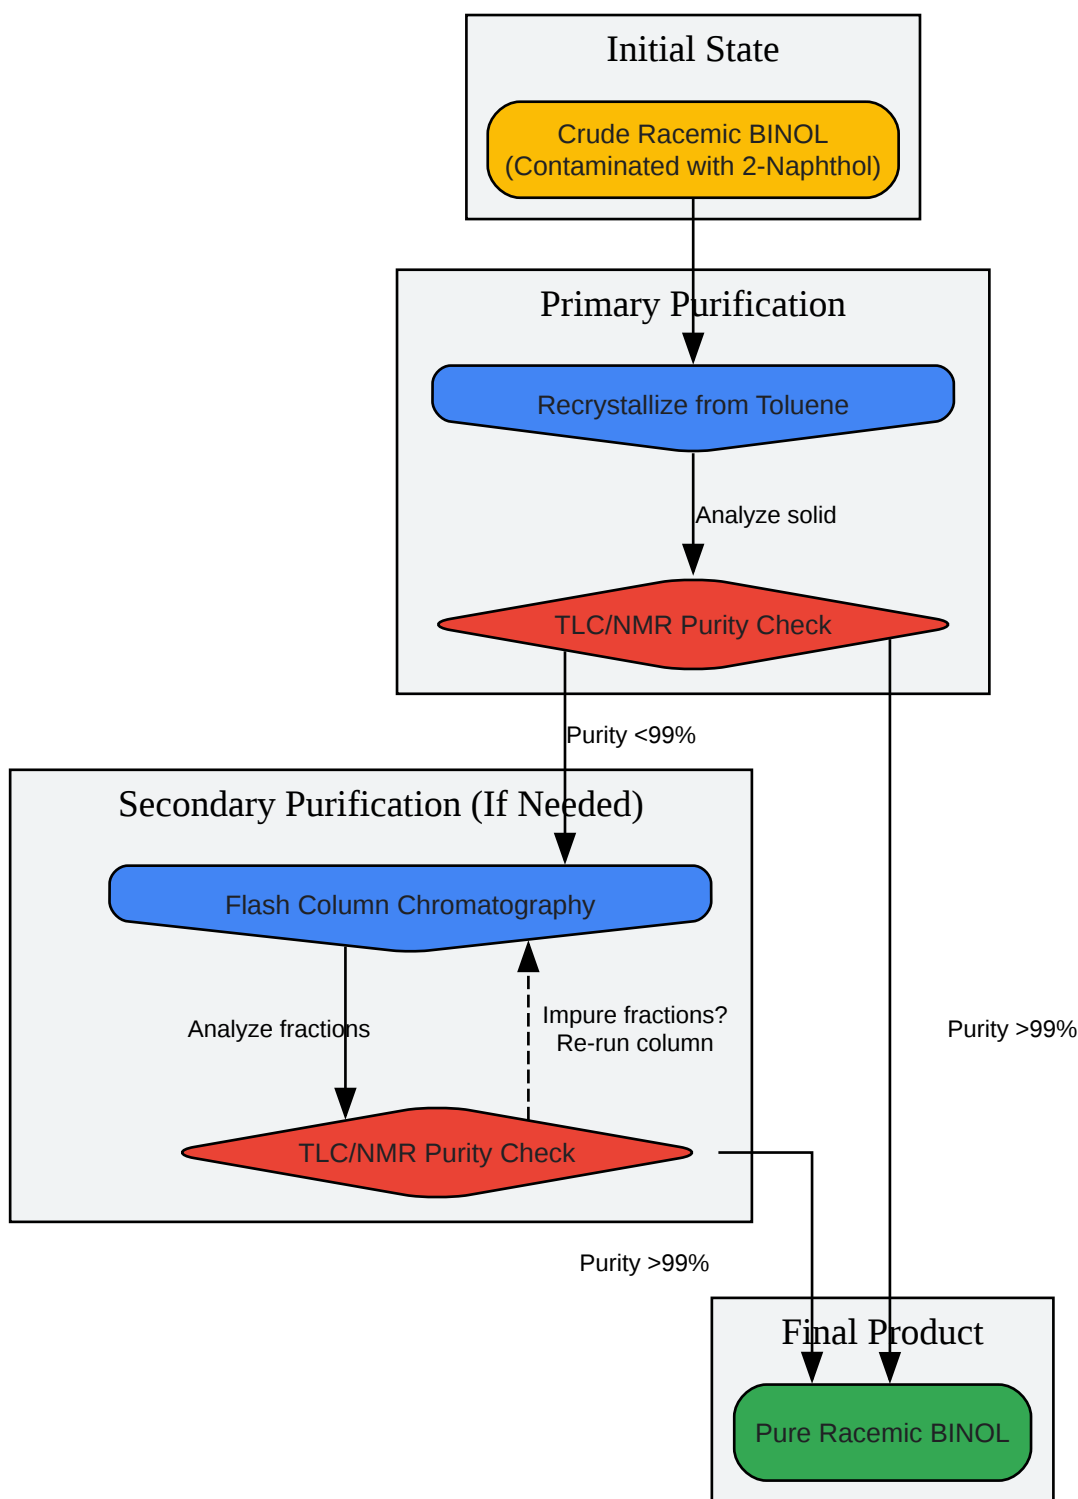 Initial State
Crude Racemic BINOL
(Contaminated with 2-Naphthol)
Primary Purification
Recrystallize from Toluene
Analyze solid
TLC/NMR Purity Check
Purity <99%
Secondary Purification (If Needed)
Flash Column Chromatography
Analyze fractions
Impure fractions?
Re-run column
Purity >99%
TLC/NMR Purity Check
Purity >99%
Final Product
Pure Racemic BINOL